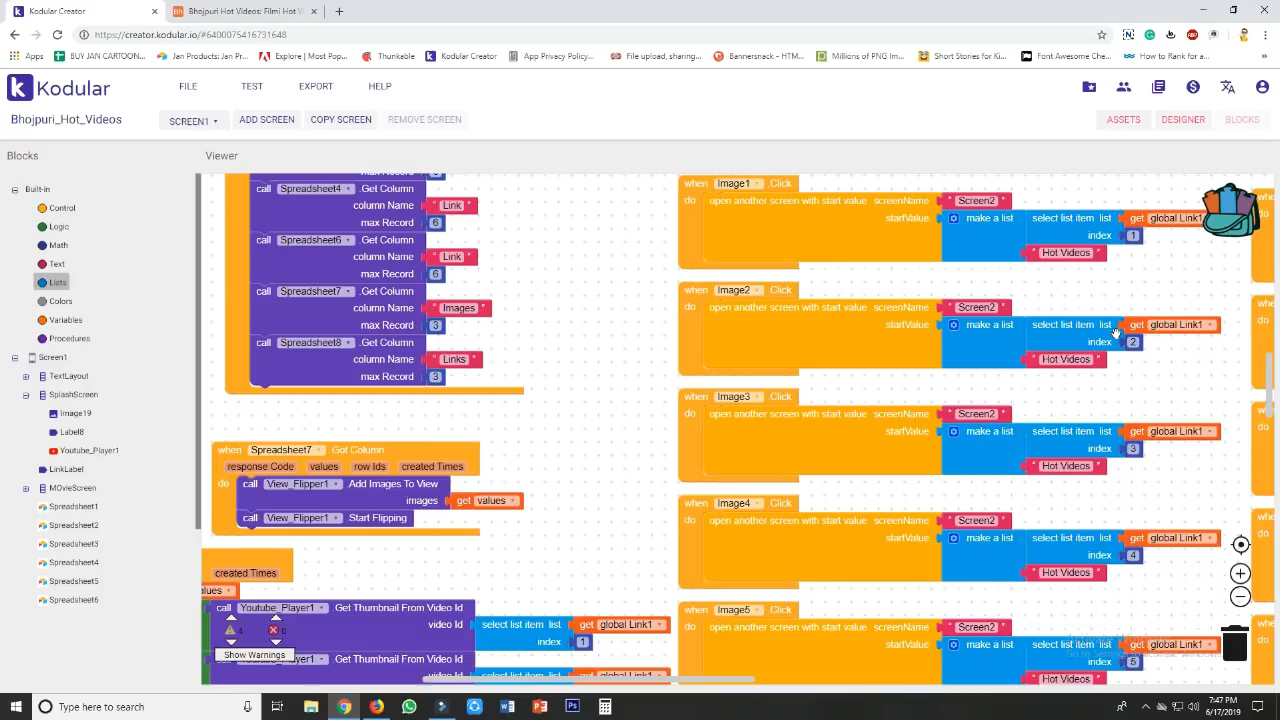 Kodular Creator
Bhojpuri Hot Videos: Filmi Hot V
https://creator.kodular.io/#6400075416731648
Apps
BUY JAN CARTOON...
Jan Products: Jan Pr...
Explore | Most Pop...
Thunkable
Kodular Creator
App Privacy Policy...
File upload, sharing...
Bannersnack - HTM...
Millions of PNG Im...
Short Stories for Ki...
Font Awesome Che...
How to Rank for a...
Kodular
FILE
TEST
EXPORT
HELP
Bhojpuri_Hot_Videos
SCREEN1
ADD SCREEN
COPY SCREEN
REMOVE SCREEN
ASSETS
DESIGNER
BLOCKS
Blocks
Viewer
Built-in
Control
Logic
Math
Text
Lists
Colors
Variables
Procedures
Screen1
TextLayout
SplashScreen
Image19
Label8
Youtube_Player1
LinkLabel
MOvieScreen
Spreadsheet1
Spreadsheet2
Spreadsheet3
Spreadsheet4
Spreadsheet5
Spreadsheet6
call Spreadsheet4 .Get Column
column Name " Link "
max Record 6
call Spreadsheet6 .Get Column
column Name " Link "
max Record 6
call Spreadsheet7 .Get Column
column Name " Images "
max Record 3
call Spreadsheet8 .Get Column
column Name " Links "
max Record 3
when Spreadsheet7 .Got Column
response Code values row Ids created Times
do call View_Flipper1 .Add Images To View
images get values
call View_Flipper1 .Start Flipping
created Times
call Youtube_Player1 .Get Thumbnail From Video Id
video Id select list item list get global Link1
index 1
Get Thumbnail From Video Id
Show Warnings
when Image1 .Click
do open another screen with start value screenName " Screen2 "
startValue make a list select list item list get global Link1
index 1
" Hot Videos "
when Image2 .Click
do open another screen with start value screenName " Screen2 "
startValue make a list select list item list get global Link1
index 2
" Hot Videos "
when Image3 .Click
do open another screen with start value screenName " Screen2 "
startValue make a list select list item list get global Link1
index 3
" Hot Videos "
when Image4 .Click
do open another screen with start value screenName " Screen2 "
startValue make a list select list item list get global Link1
index 4
" Hot Videos "
when Image5 .Click
do open another screen with start value screenName " Screen2 "
startValue make a list select list item list get global Link1
index 5
" Hot Videos "
Type here to search
7:47 PM
6/17/2019